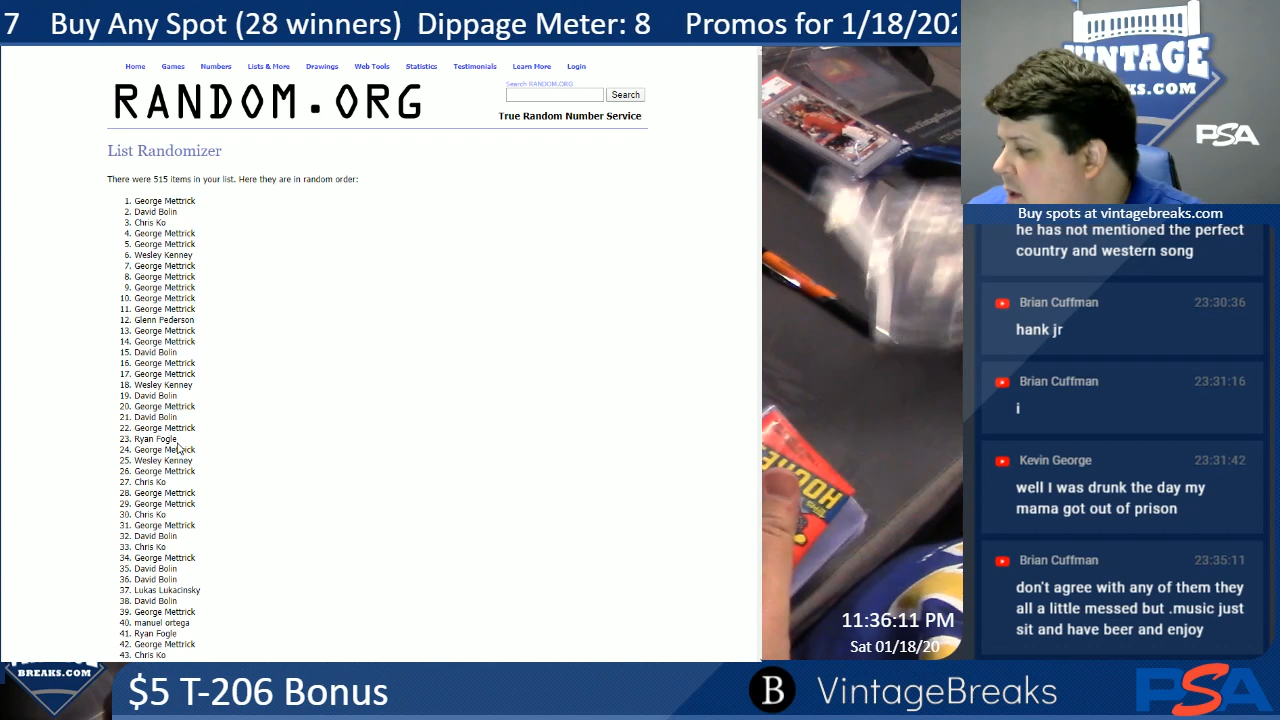 7 Buy Any Spot (28 winners) Dippage Meter: 8 Promos for 1/18/202
Home Games Numbers Lists & More Drawings Web Tools Statistics Testimonials Learn More Login
RANDOM.ORG
Search RANDOM.ORG
Search
True Random Number Service
List Randomizer
There were 515 items in your list. Here they are in random order:
1. George Mettrick
2. David Bolin
3. Chris Ko
4. George Mettrick
5. George Mettrick
6. Wesley Kenney
7. George Mettrick
8. George Mettrick
9. George Mettrick
10. George Mettrick
11. George Mettrick
12. Glenn Pederson
13. George Mettrick
14. George Mettrick
15. David Bolin
16. George Mettrick
17. George Mettrick
18. Wesley Kenney
19. David Bolin
20. George Mettrick
21. David Bolin
22. George Mettrick
23. Ryan Fogle
24. George Mettrick
25. Wesley Kenney
26. George Mettrick
27. Chris Ko
28. George Mettrick
29. George Mettrick
30. Chris Ko
31. George Mettrick
32. David Bolin
33. Chris Ko
34. George Mettrick
35. David Bolin
36. David Bolin
37. Lukas Lukacinsky
38. David Bolin
39. George Mettrick
40. manuel ortega
41. Ryan Fogle
42. George Mettrick
43. Chris Ko
VINTAGE
KS.COM
PSA
Buy spots at vintagebreaks.com
he has not mentioned the perfect
country and western song
Brian Cuffman 23:30:36
hank jr
Brian Cuffman 23:31:16
i
Kevin George 23:31:42
well I was drunk the day my
mama got out of prison
Brian Cuffman 23:35:11
don't agree with any of them they
all a little messed but .music just
sit and have beer and enjoy
HOCKEY
11:36:11 PM
Sat 01/18/20
BREAKS.COM
$5 T-206 Bonus
B VintageBreaks
PSA